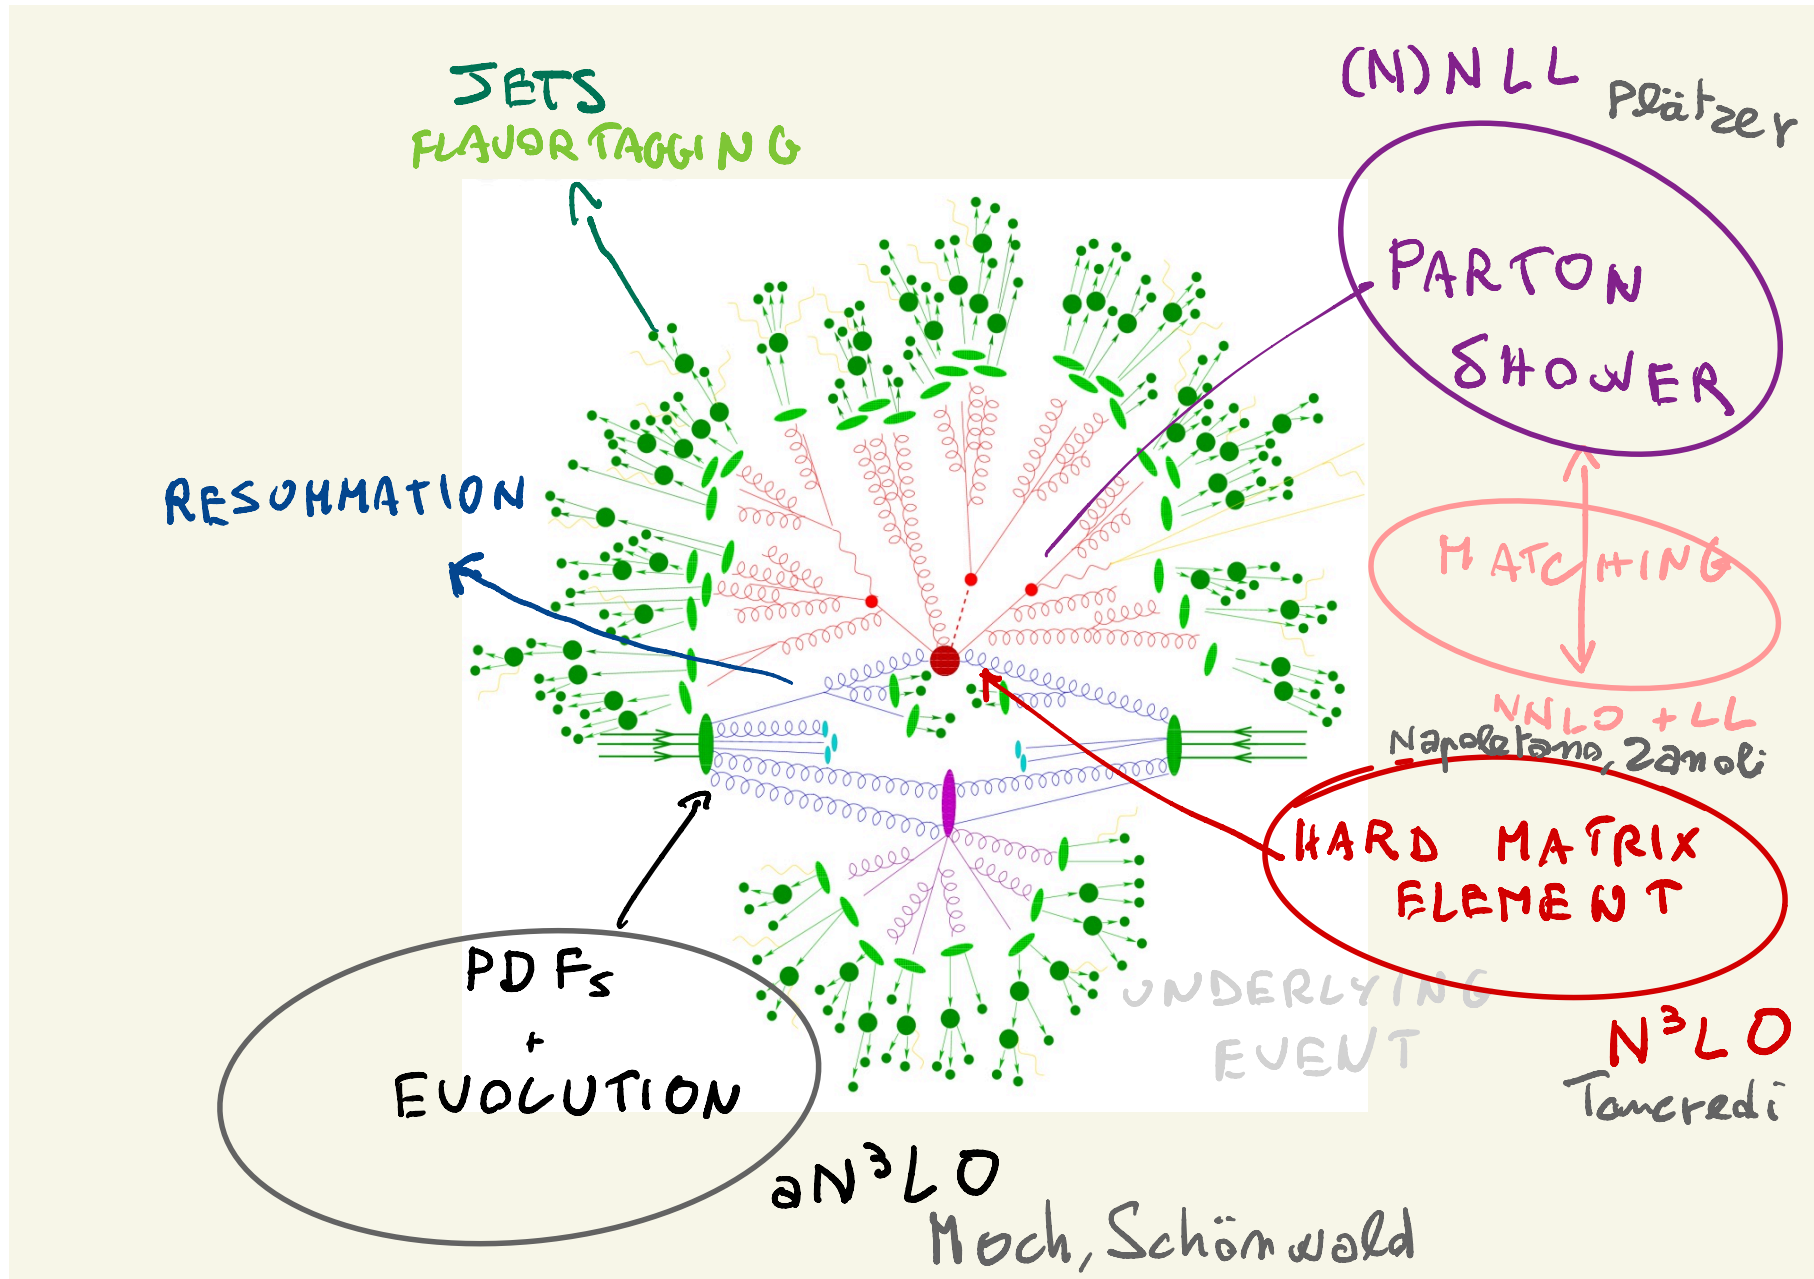 JETS
FLAVOR TAGGING
(N)NLL
Plätzer
PARTON
SHOWER
RESUMMATION
MATCHING
NNLO + LL
Napoletano, Zanoli
HARD MATRIX
ELEMENT
N³LO
Tancredi
UNDERLYING
EVENT
PDFs
+
EVOLUTION
aN³LO
Moch, Schönwald